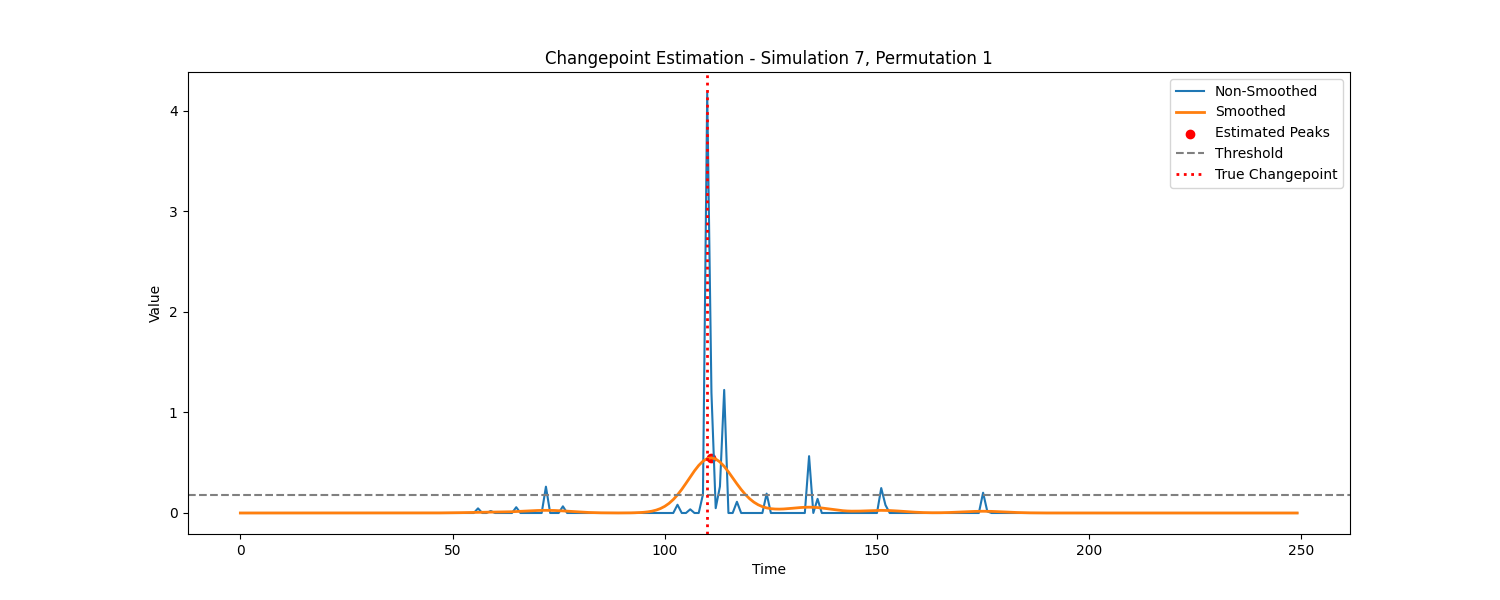 Changepoint Estimation - Simulation 7, Permutation 1
Non-Smoothed
Smoothed
Estimated Peaks
Threshold
True Changepoint
4
3
2
1
0
Value
0
50
100
150
200
250
Time